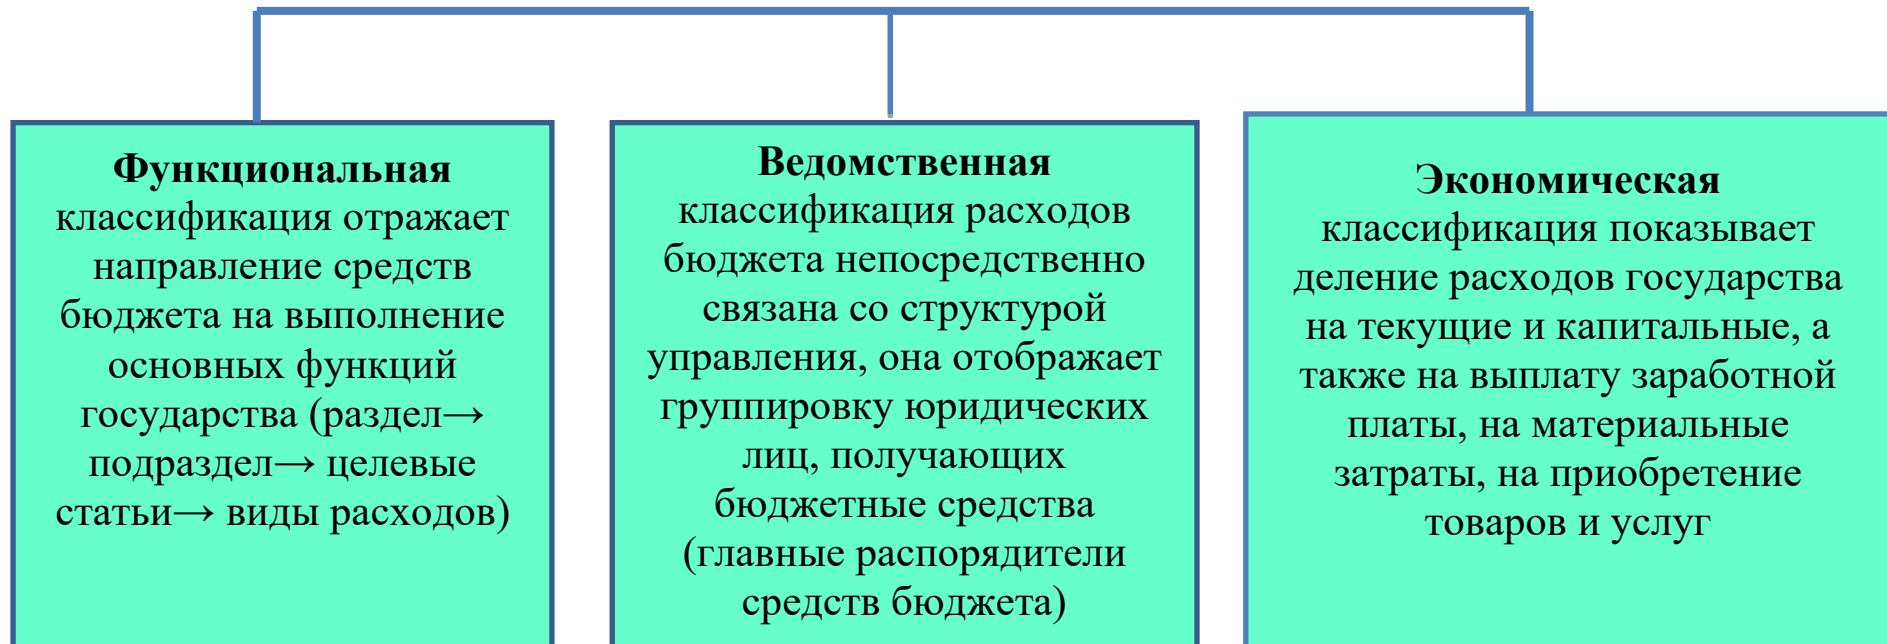 Функциональная
классификация отражает
направление средств
бюджета на выполнение
основных функций
государства (раздел→
подраздел→ целевые
статьи→ виды расходов)
Ведомственная
классификация расходов
бюджета непосредственно
связана со структурой
управления, она отображает
группировку юридических
лиц, получающих
бюджетные средства
(главные распорядители
средств бюджета)
Экономическая
классификация показывает
деление расходов государства
на текущие и капитальные, а
также на выплату заработной
платы, на материальные
затраты, на приобретение
товаров и услуг